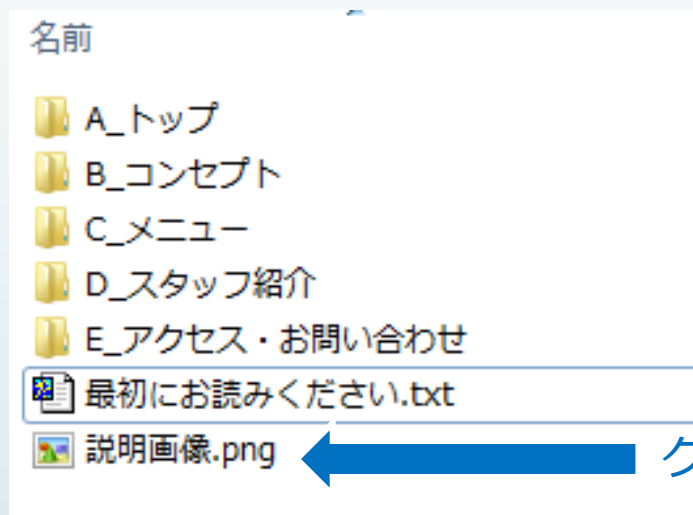 名前
A_トップ
B_コンセプト
C_メニュー
D_スタッフ紹介
E_アクセス・お問い合わせ
最初にお読みください.txt
説明画像.png
ク